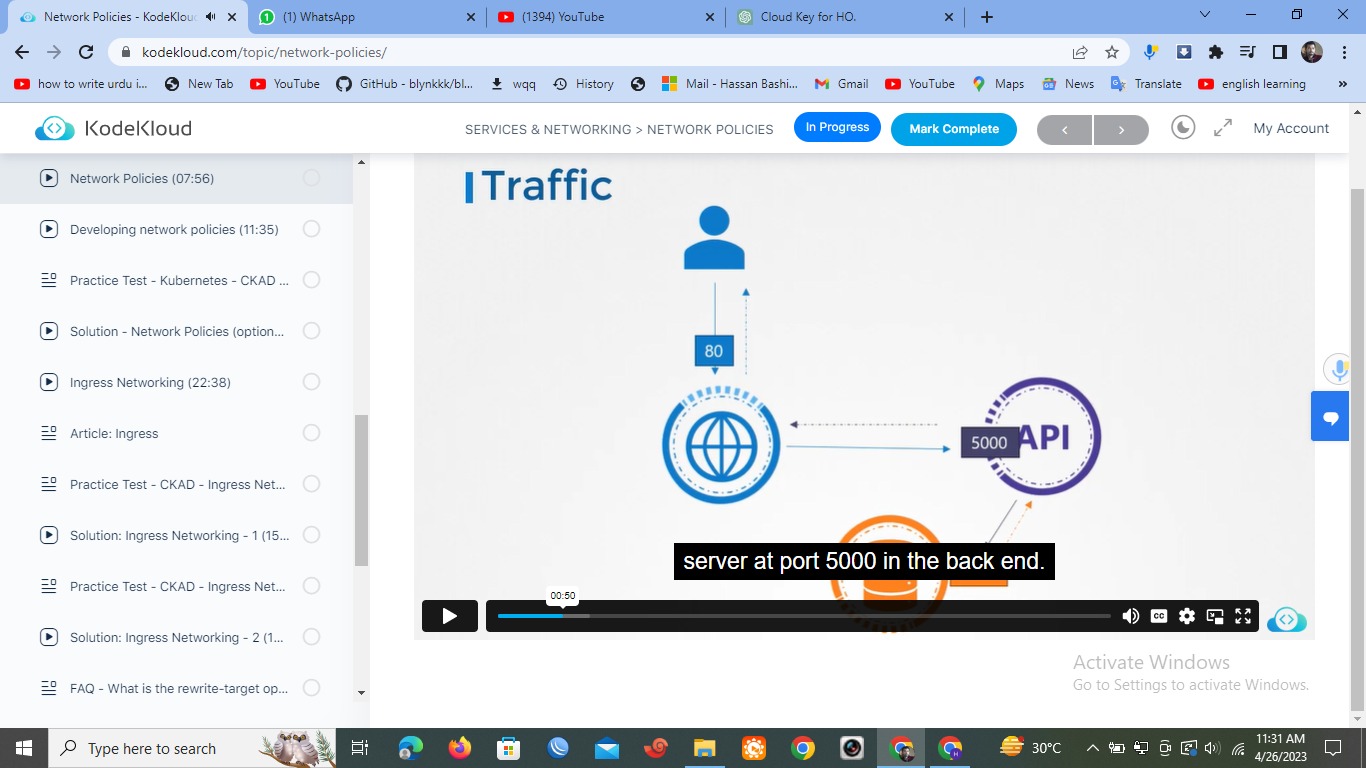 Network Policies - KodeKlou
(1) WhatsApp
(1394) YouTube
Cloud Key for HO.
kodekloud.com/topic/network-policies/
how to write urdu i...
New Tab
YouTube
GitHub - blynkkk/bl...
wqq
History
Mail - Hassan Bashi...
Gmail
YouTube
Maps
News
Translate
english learning
»
KodeKloud
SERVICES & NETWORKING > NETWORK POLICIES
In Progress
Mark Complete
My Account
Network Policies (07:56)
Developing network policies (11:35)
Practice Test - Kubernetes - CKAD ...
Solution - Network Policies (option...
Ingress Networking (22:38)
Article: Ingress
Practice Test - CKAD - Ingress Net...
Solution: Ingress Networking - 1 (15...
Practice Test - CKAD - Ingress Net...
Solution: Ingress Networking - 2 (1...
FAQ - What is the rewrite-target op...
Traffic
80
5000
API
server at port 5000 in the back end.
00:50
CC
Activate Windows
Go to Settings to activate Windows.
Type here to search
30°C
11:31 AM
4/26/2023